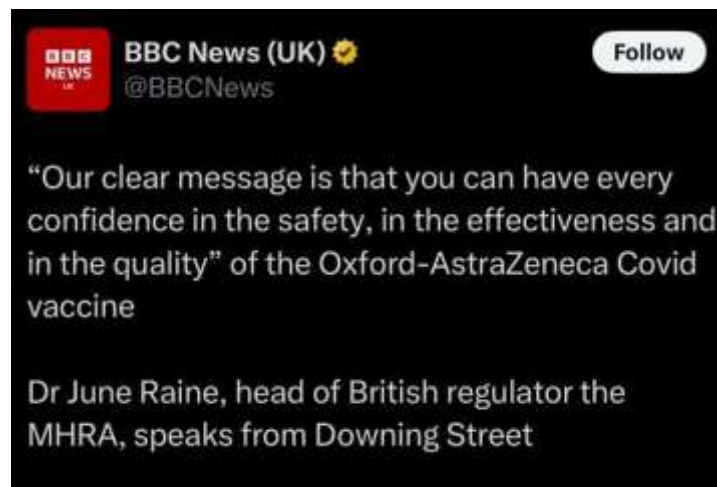 BBC
NEWS
UK
BBC News (UK)
@BBCNews
Follow
“Our clear message is that you can have every
confidence in the safety, in the effectiveness and
in the quality” of the Oxford-AstraZeneca Covid
vaccine
Dr June Raine, head of British regulator the
MHRA, speaks from Downing Street